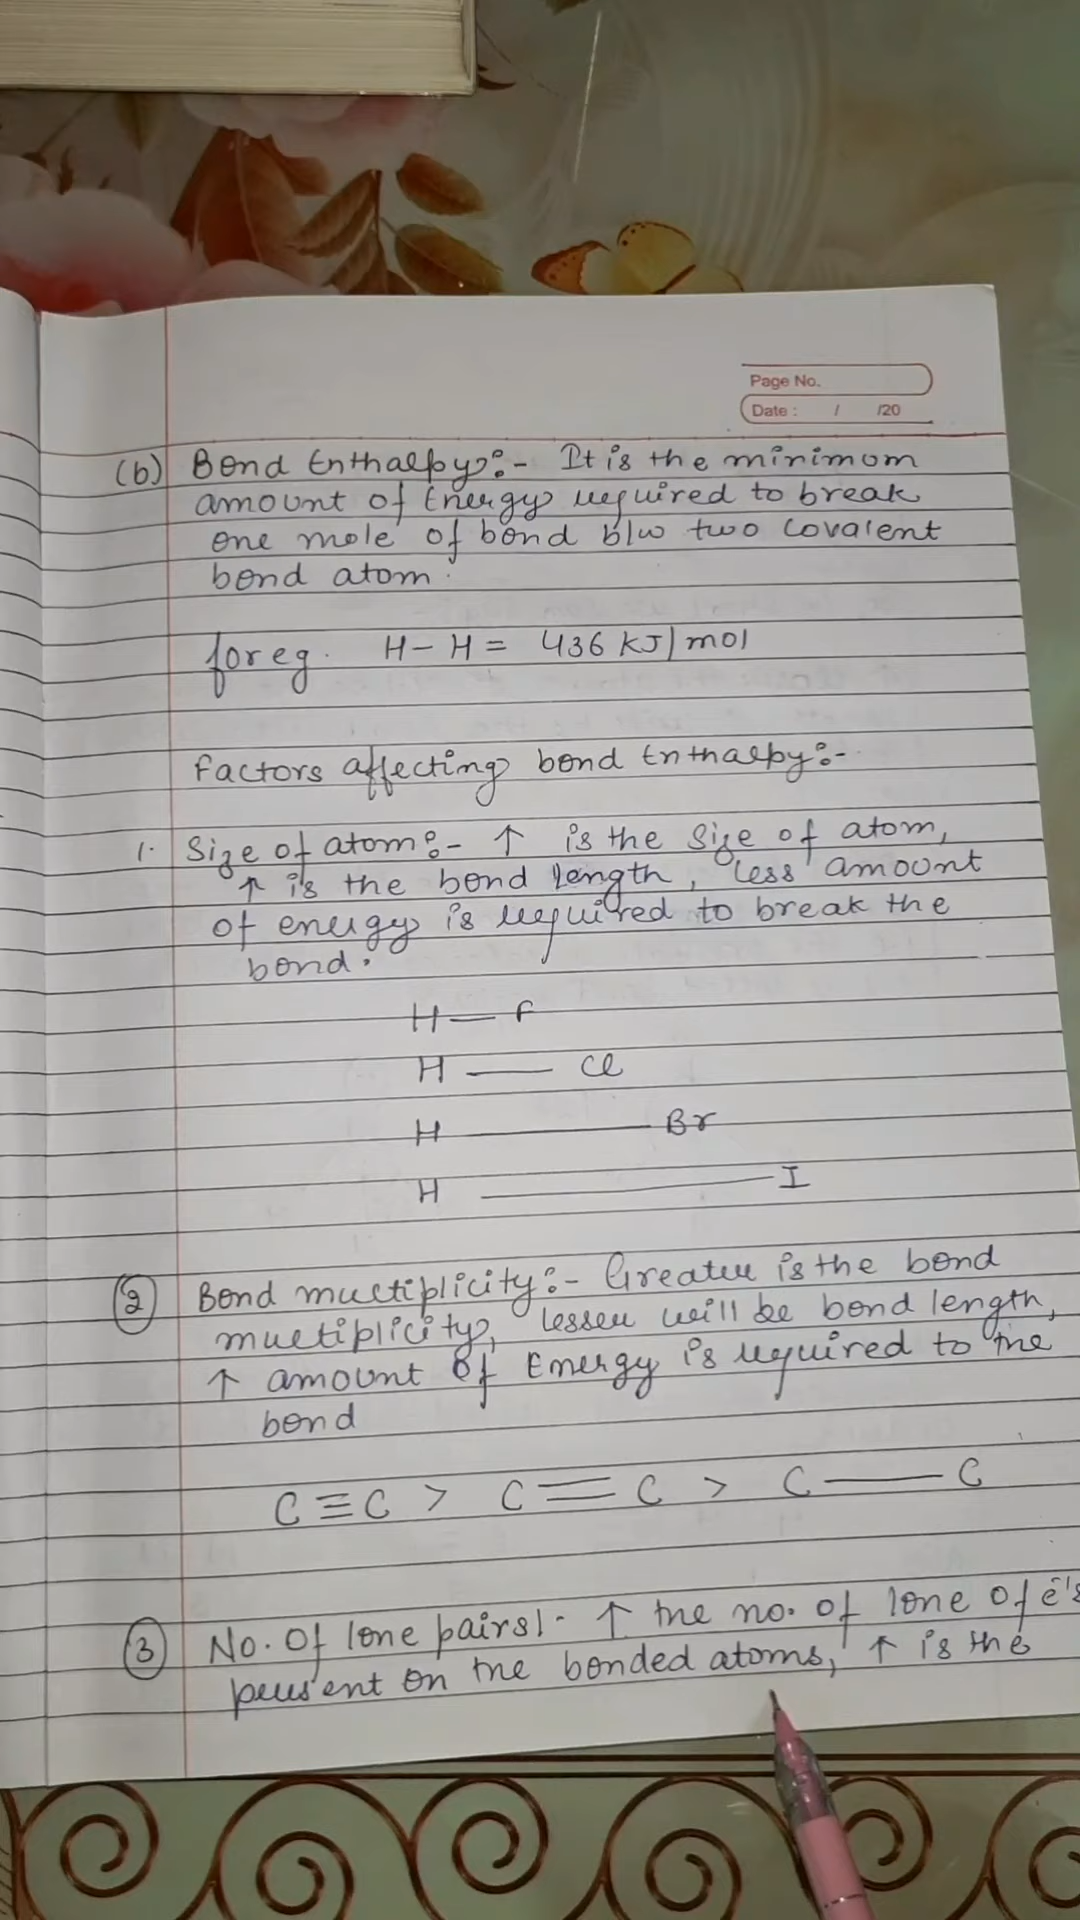 Page No.
Date : / /20
(b) Bond Enthalpy:- It is the minimum
amount of Energy required to break
one mole of bond b/w two covalent
bond atom.
for eg. H-H = 436 KJ/mol
Factors affecting bond Enthalpy:-
1. Size of atom:- ↑ is the size of atom,
↑ is the bond length, less amount
of energy is required to break the
bond.
H—F
H — Cl
H — Br
H — I
(2) Bond multiplicity:- Greater is the bond
multiplicity, lesser will be bond length,
↑ amount of Energy is required to the
bond
C≡C > C=C > C—C
(3) No. Of lone pairs:- ↑ the no. of lone of e⁻'s
present on the bonded atoms, ↑ is the